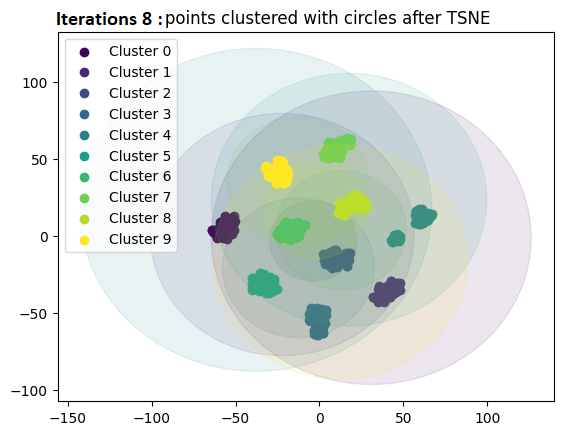 Iterations 8 : points clustered with circles after TSNE
Cluster 0
Cluster 1
Cluster 2
Cluster 3
Cluster 4
Cluster 5
Cluster 6
Cluster 7
Cluster 8
Cluster 9
100
50
0
−50
−100
−150 −100 −50 0 50 100